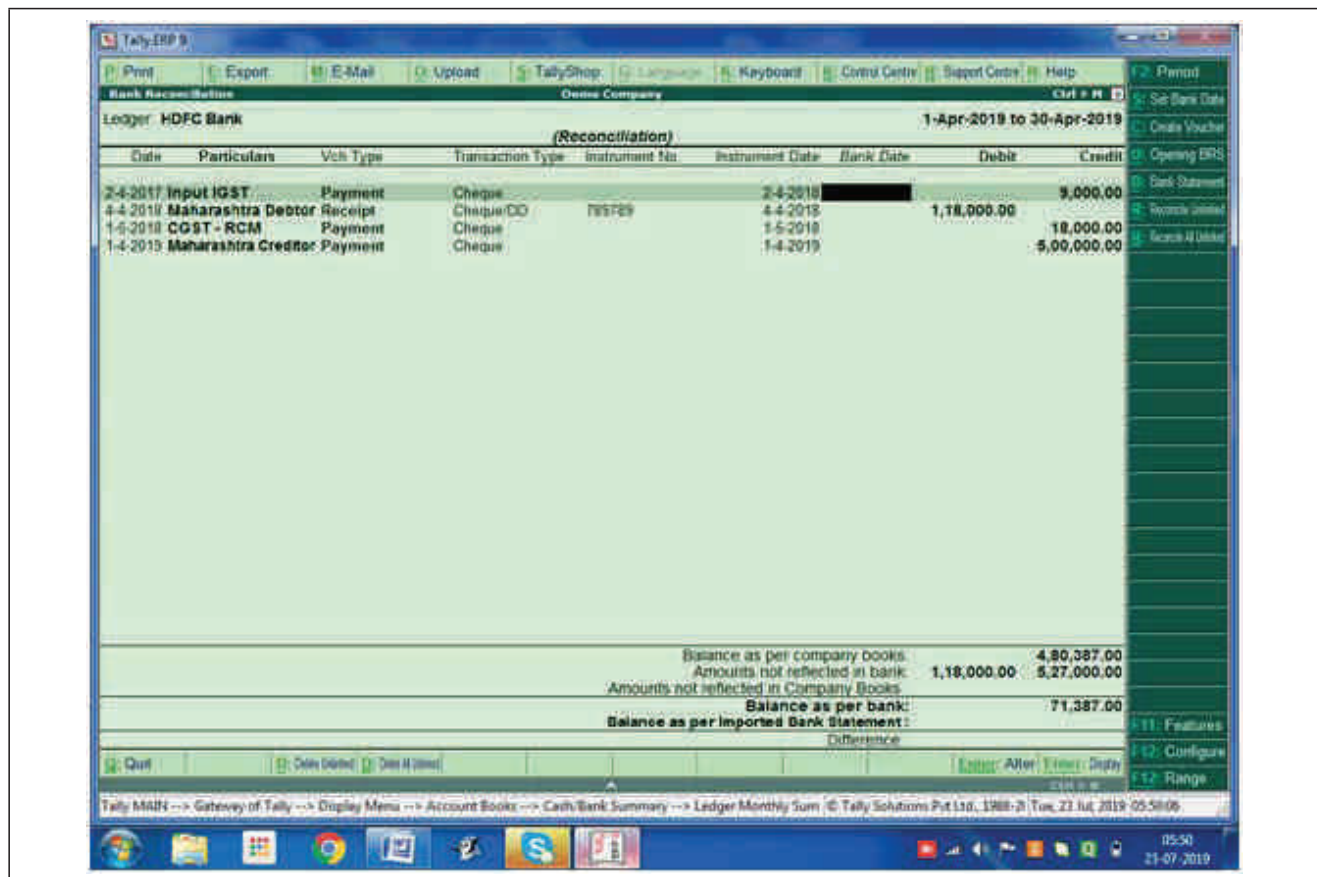 Tally.ERP 9
P: Print E: Export M: E-Mail O: Upload S: TallyShop G: Language K: Keyboard K: Control Centre H: Support Centre H: Help F2: Period
Bank Reconciliation Demo Company Ctrl + M
S: Set Bank Date
Ledger: HDFC Bank 1-Apr-2019 to 30-Apr-2019
C: Create Voucher
(Reconciliation)
Date Particulars Vch Type Transaction Type Instrument No. Instrument Date Bank Date Debit Credit
Opening BRS
B: Bank Statement
2-4-2017 Input IGST Payment Cheque 2-4-2018 9,000.00
4-4-2018 Maharashtra Debtor Receipt Cheque/DD 785789 4-4-2018 1,18,000.00
Reconcile Unlinked
1-5-2018 CGST - RCM Payment Cheque 1-5-2018 18,000.00
1-4-2019 Maharashtra Creditor Payment Cheque 1-4-2019 5,00,000.00
Reconcile All Unlinked
Balance as per company books: 4,80,387.00
Amounts not reflected in bank: 1,18,000.00 5,27,000.00
Amounts not reflected in Company Books:
Balance as per bank: 71,387.00
Balance as per Imported Bank Statement :
Difference
F11: Features
F12: Configure
Q: Quit Enter: Alter Display
F12: Range
Tally MAIN --> Gateway of Tally --> Display Menu --> Account Books --> Cash/Bank Summary --> Ledger Monthly Sum © Tally Solutions Pvt Ltd., 1988-2 Tue, 23 Jul, 2019 05:50:06
05:50
23-07-2019